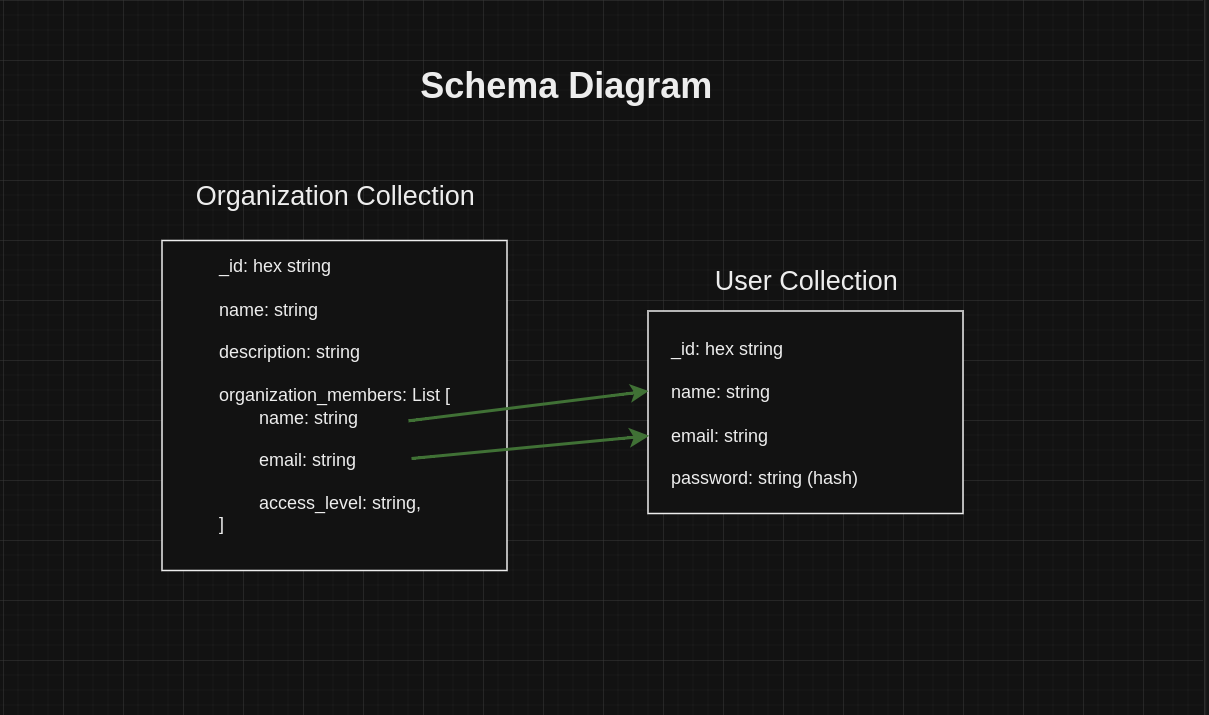 Schema Diagram
Organization Collection
_id: hex string
name: string
description: string
organization_members: List [
name: string
email: string
access_level: string,
]
User Collection
_id: hex string
name: string
email: string
password: string (hash)